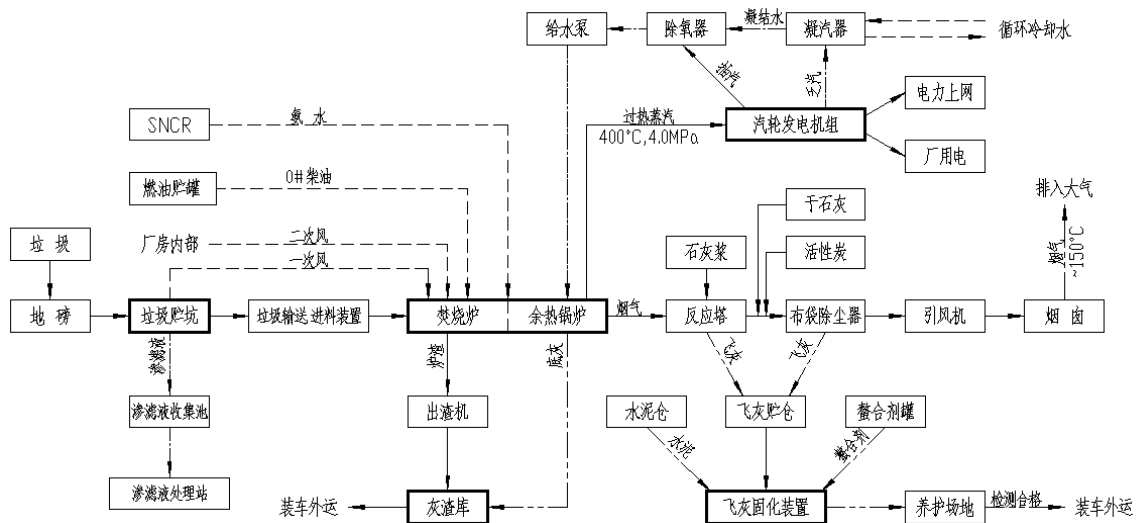 给水泵
除氧器
凝结水
凝汽器
循环冷却水
抽汽
乏汽
电力上网
SNCR
氨 水
过热蒸汽
400°C,4.0MPa
汽轮发电机组
厂用电
燃油贮罐
0#柴油
干石灰
排入大气
垃 圾
厂房内部
二次风
一次风
石灰浆
活性炭
烟气
~150°C
地 磅
垃圾贮坑
垃圾输送进料装置
焚烧炉
余热锅炉
烟气
反应塔
布袋除尘器
引风机
烟 囱
渗滤液
炉渣
底灰
飞灰
飞灰
渗滤液收集池
出渣机
水泥仓
飞灰贮仓
螯合剂罐
水泥
螯合剂
渗滤液处理站
装车外运
灰渣库
飞灰固化装置
养护场地
检测合格
装车外运